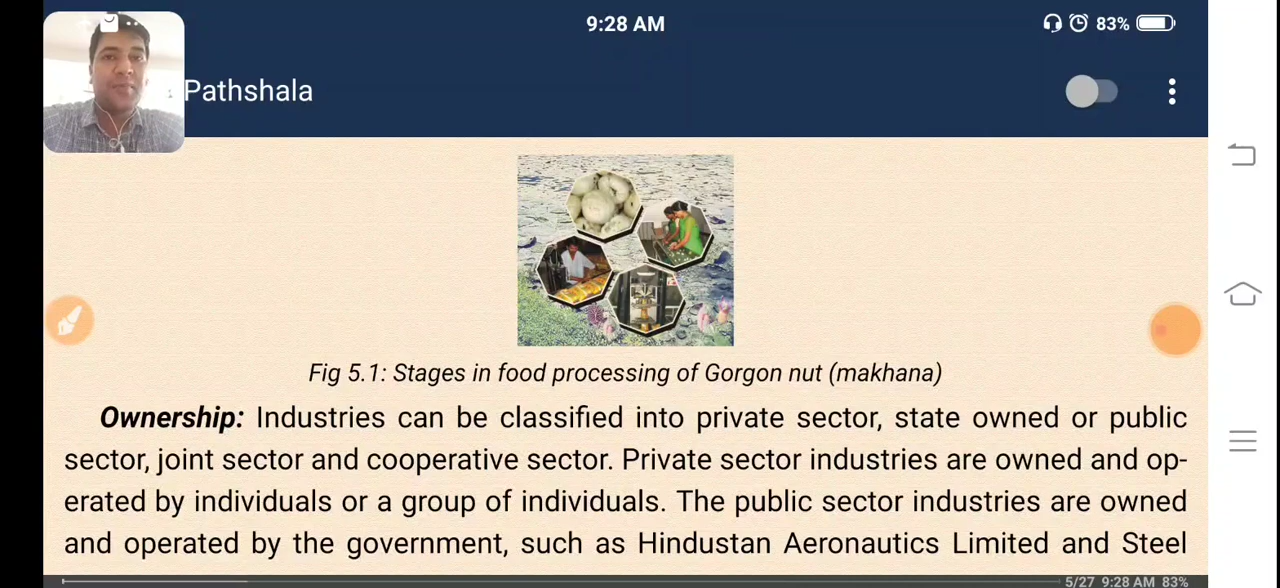 9:28 AM
83%
Pathshala
Fig 5.1: Stages in food processing of Gorgon nut (makhana)
Ownership: Industries can be classified into private sector, state owned or public
sector, joint sector and cooperative sector. Private sector industries are owned and op-
erated by individuals or a group of individuals. The public sector industries are owned
and operated by the government, such as Hindustan Aeronautics Limited and Steel
5/27 9:28 AM 83%